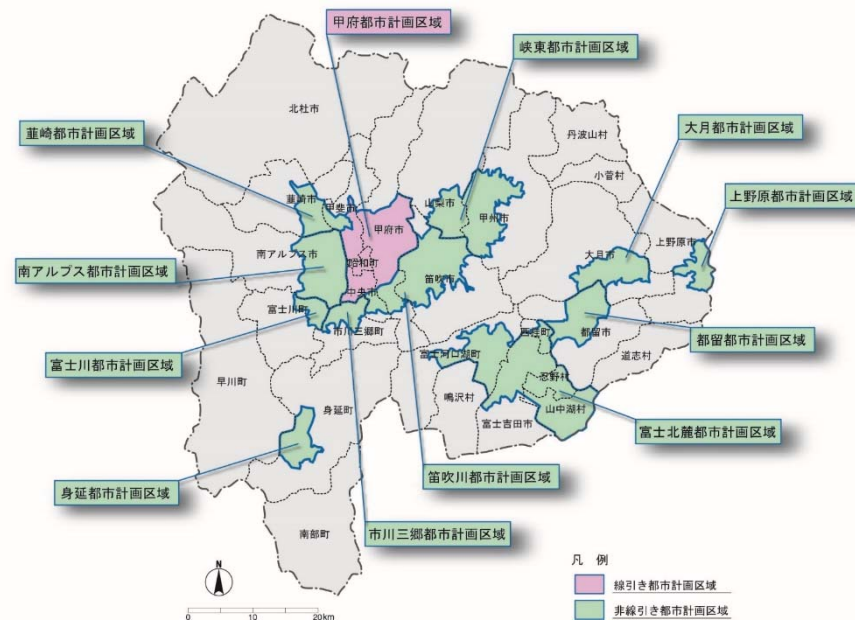 甲府都市計画区域
峡東都市計画区域
北杜市
丹波山村
大月都市計画区域
韮崎都市計画区域
小菅村
上野原都市計画区域
韮崎市
甲斐市
山梨市
甲州市
甲府市
上野原市
南アルプス市
大月市
昭和町
笛吹市
南アルプス都市計画区域
中央市
富士川町
市川三郷町
西桂町
都留市
都留都市計画区域
富士河口湖町
道志村
富士川都市計画区域
早川町
忍野村
鳴沢村
身延町
山中湖村
富士吉田市
富士北麓都市計画区域
笛吹川都市計画区域
身延都市計画区域
市川三郷都市計画区域
南部町
凡 例
N
線引き都市計画区域
非線引き都市計画区域
0 10 20km